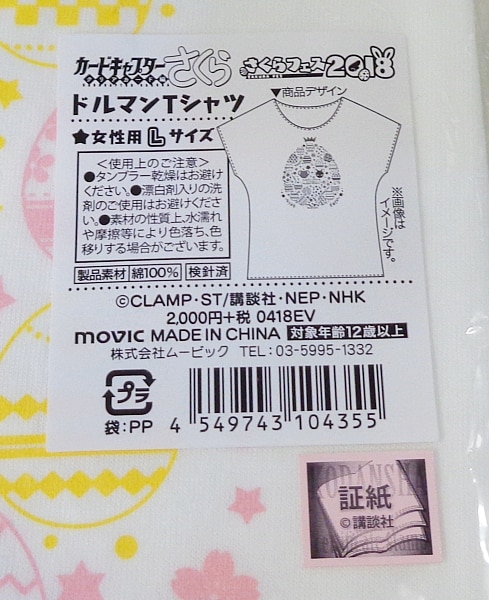 カードキャプター さくら さくらフェス2018
クリアカード編
ドルマンTシャツ
▼商品デザイン
★女性用Lサイズ
<使用上のご注意>
●タンブラー乾燥はお避け
ください。●漂白剤入りの洗
剤のご使用はお避けくださ
い。●素材の性質上、水濡れ
や摩擦等により色落ち、色
移りする場合がございます。
※画像はイメージです。
製品素材 綿100% 検針済
©CLAMP・ST/講談社・NEP・NHK
2,000円+税 0418EV
movic MADE IN CHINA 対象年齢12歳以上
株式会社ムービック TEL:03-5995-1332
プラ
袋:PP
4 549743 104355
KODANSHA
証紙
©講談社